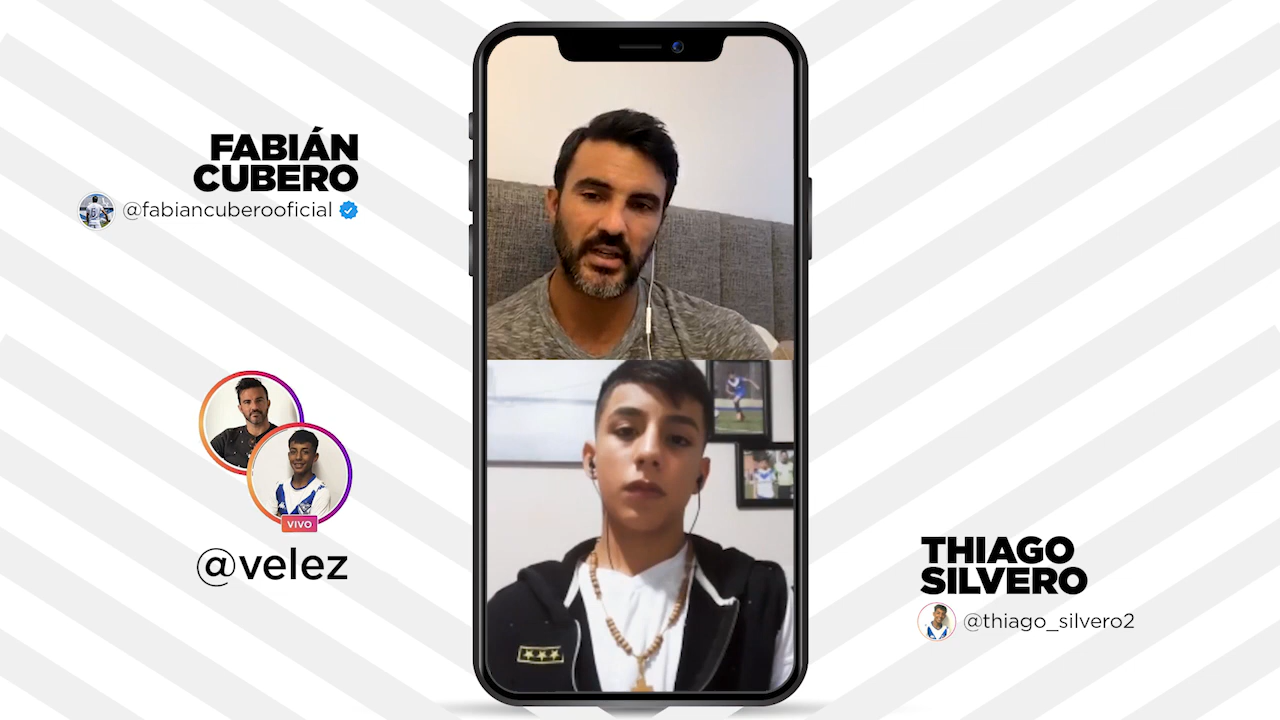 FABIÁN
CUBERO
@fabiancuberooficial
VIVO
@velez
THIAGO
SILVERO
@thiago_silvero2